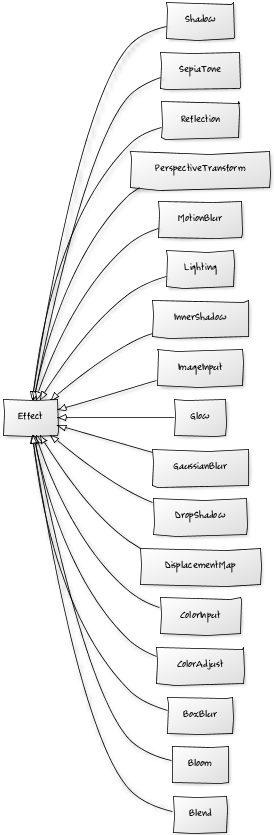 Shadow
SepiaTone
Reflection
PerspectiveTransform
MotionBlur
Lighting
InnerShadow
ImageInput
Effect
Glow
GaussianBlur
DropShadow
DisplacementMap
ColorInput
ColorAdjust
BoxBlur
Bloom
Blend